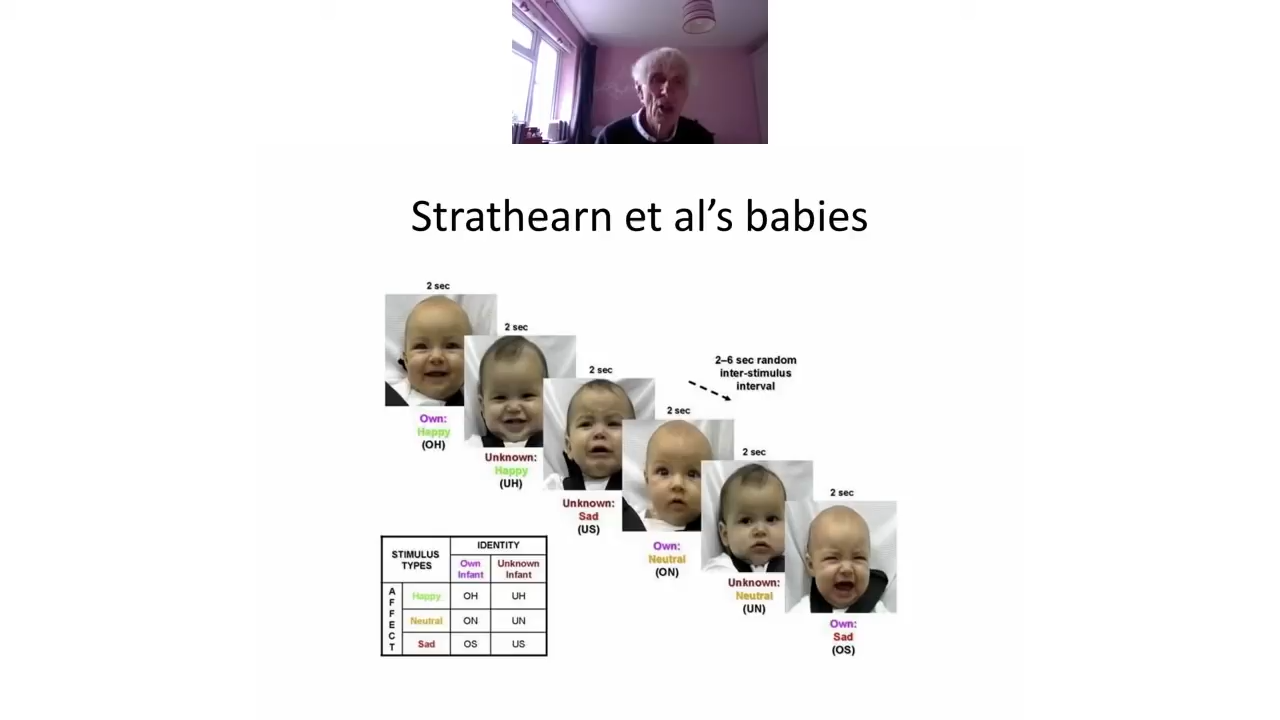 Strathearn et al’s babies
2 sec
2 sec
2 sec
2 sec
2 sec
2 sec
2–6 sec random
inter-stimulus
interval
Own:
Happy
(OH)
Unknown:
Happy
(UH)
Unknown:
Sad
(US)
Own:
Neutral
(ON)
Unknown:
Neutral
(UN)
Own:
Sad
(OS)
STIMULUS
TYPES
IDENTITY
Own
Infant
Unknown
Infant
AFFECT
Happy OH UH
Neutral ON UN
Sad OS US